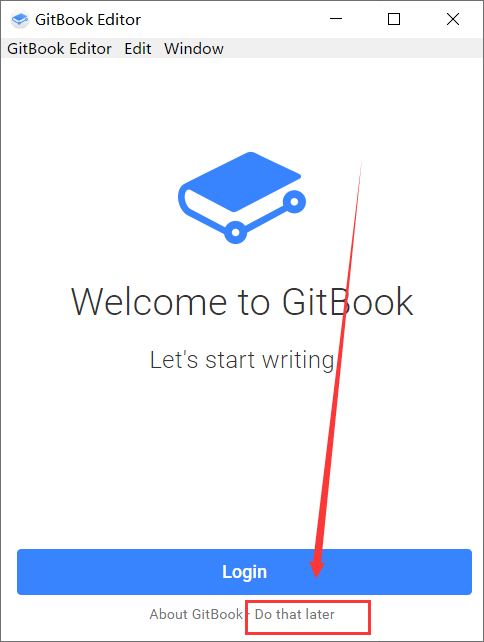 GitBook Editor
GitBook Editor Edit Window
Welcome to GitBook
Let's start writing
Login
About GitBook · Do that later